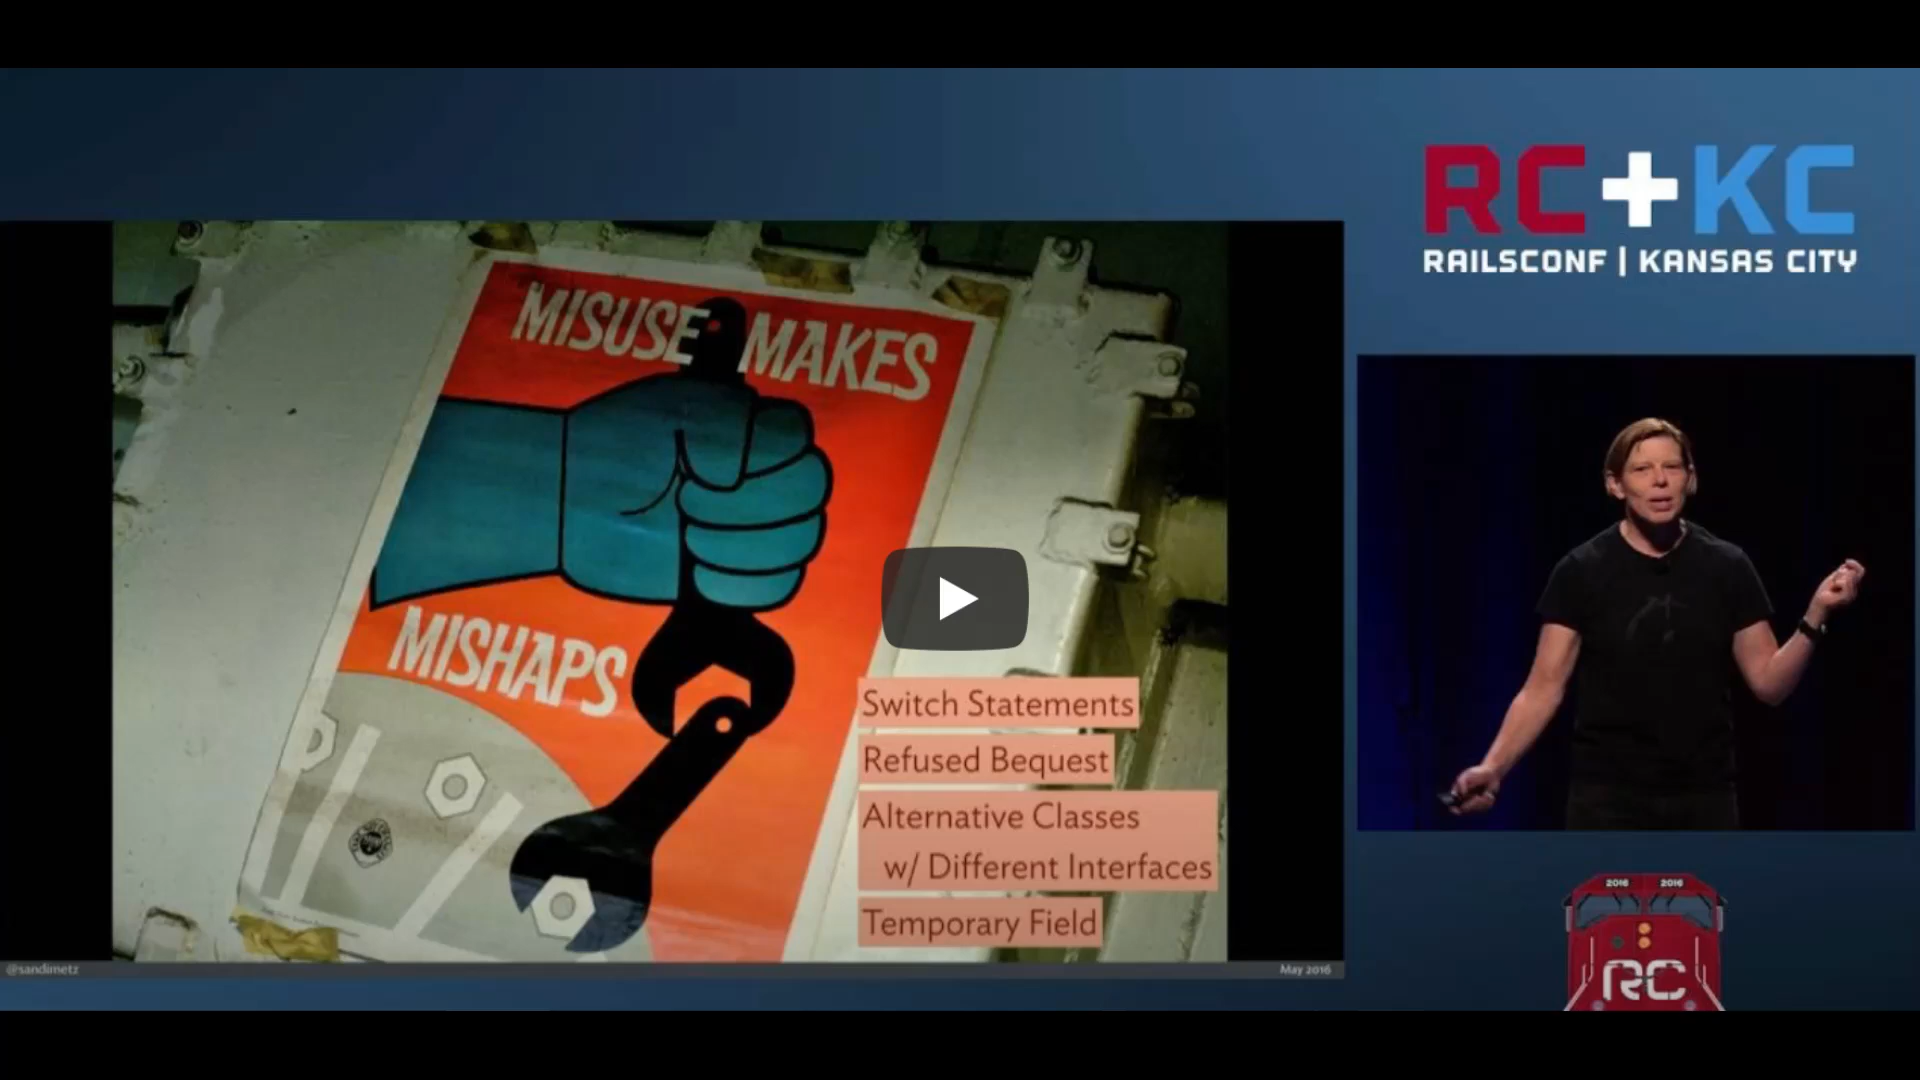 RC+KC
RAILSCONF | KANSAS CITY
MISUSE MAKES
MISHAPS
Switch Statements
Refused Bequest
Alternative Classes
w/ Different Interfaces
Temporary Field
@sandimetz
May 2016
2016 2016
RC